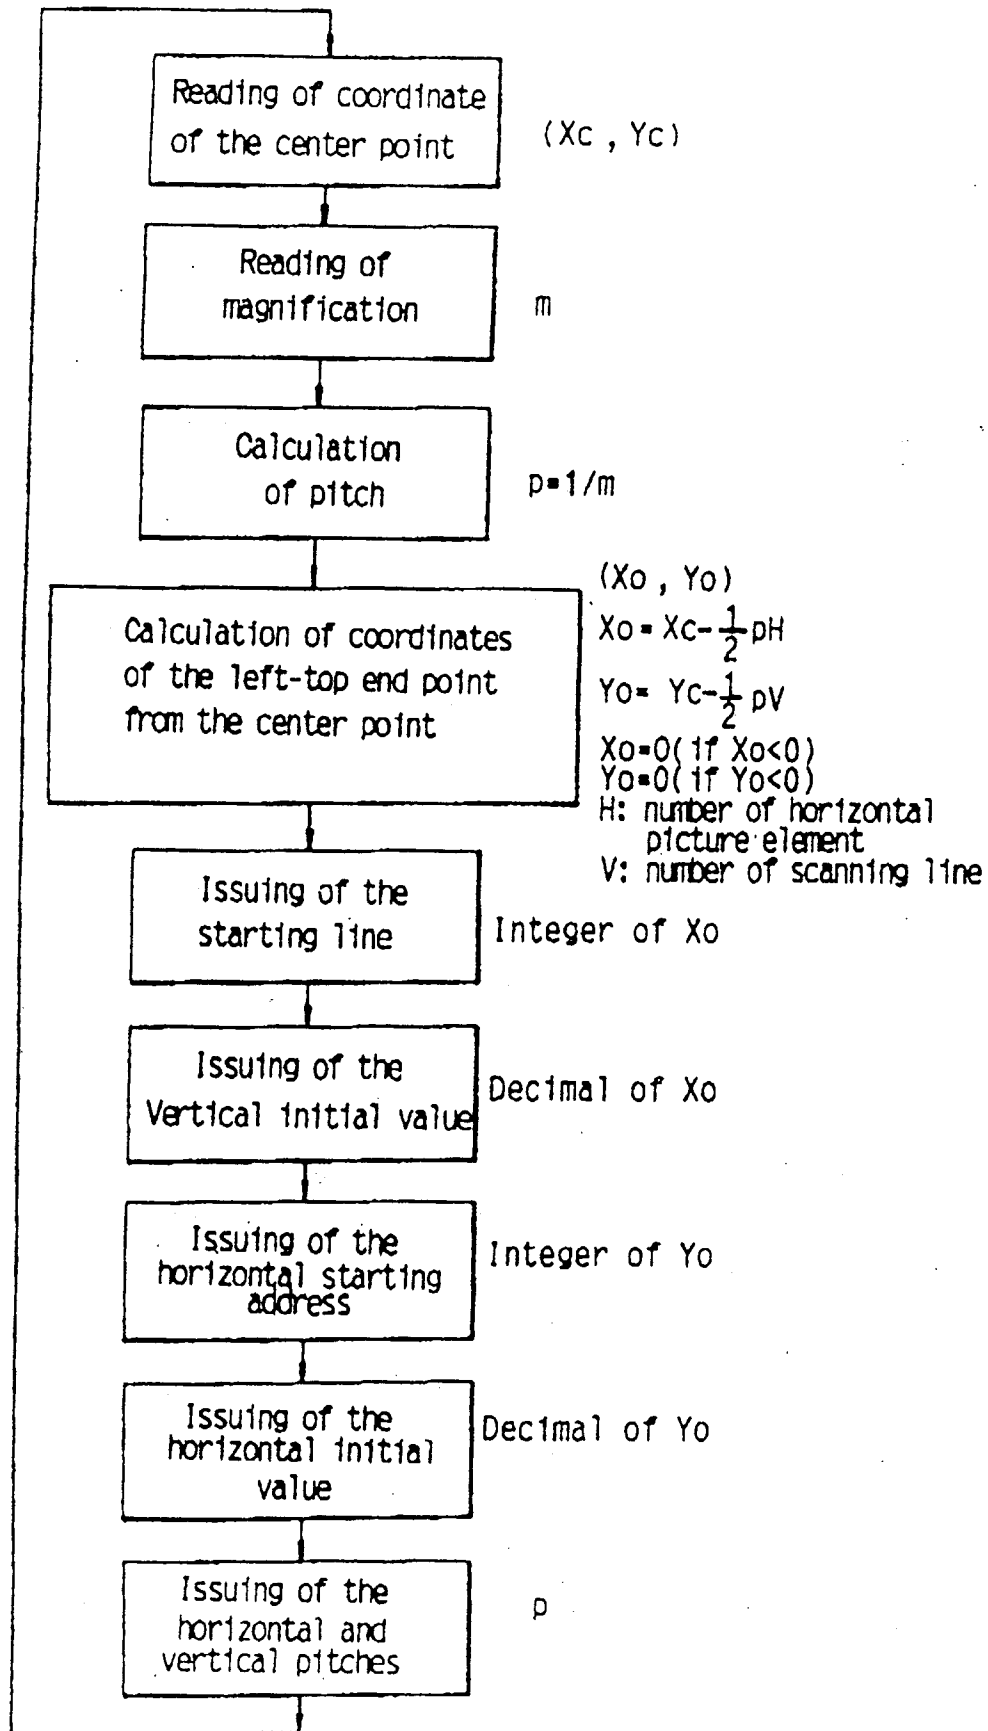 Reading of coordinate
of the center point
(Xc , Yc)
Reading of
magnification
m
Calculation
of pitch
p=1/m
Calculation of coordinates
of the left-top end point
from the center point
(Xo , Yo)
Xo = Xc-1/2 pH
Yo= Yc-1/2 pV
Xo=0(if Xo<0)
Yo=0(if Yo<0)
H: number of horizontal
picture element
V: number of scanning line
Issuing of the
starting line
Integer of Xo
Issuing of the
Vertical initial value
Decimal of Xo
Issuing of the
horizontal starting
address
Integer of Yo
Issuing of the
horizontal initial
value
Decimal of Yo
Issuing of the
horizontal and
vertical pitches
p